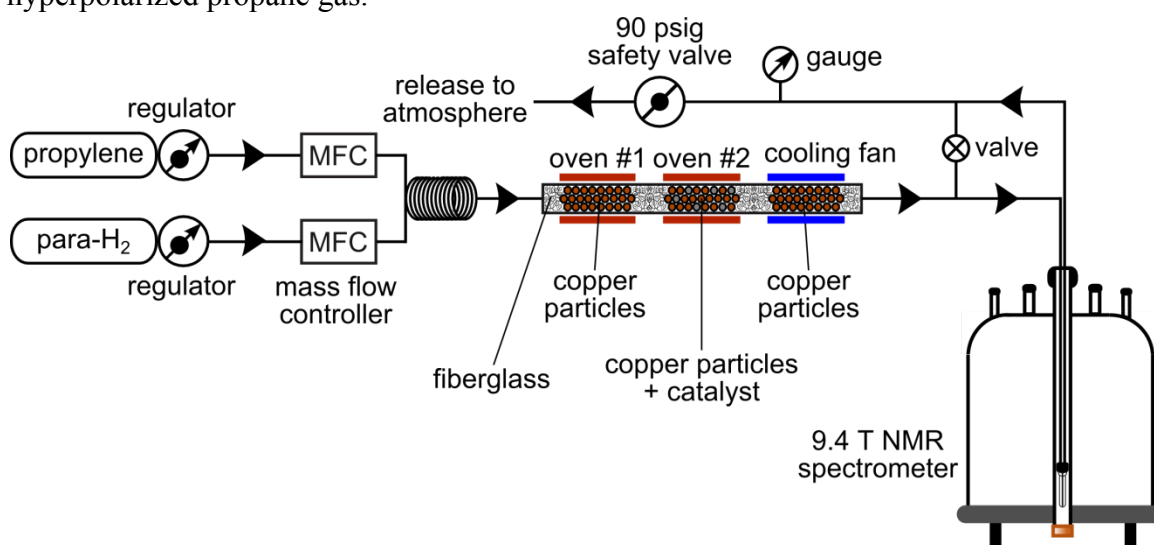 hyperpolarized propane gas.
90 psig
safety valve
gauge
release to
atmosphere
regulator
propylene
MFC
oven #1
oven #2
cooling fan
valve
para-H₂
MFC
regulator
mass flow
controller
copper
particles
copper
particles
fiberglass
copper particles
+ catalyst
9.4 T NMR
spectrometer